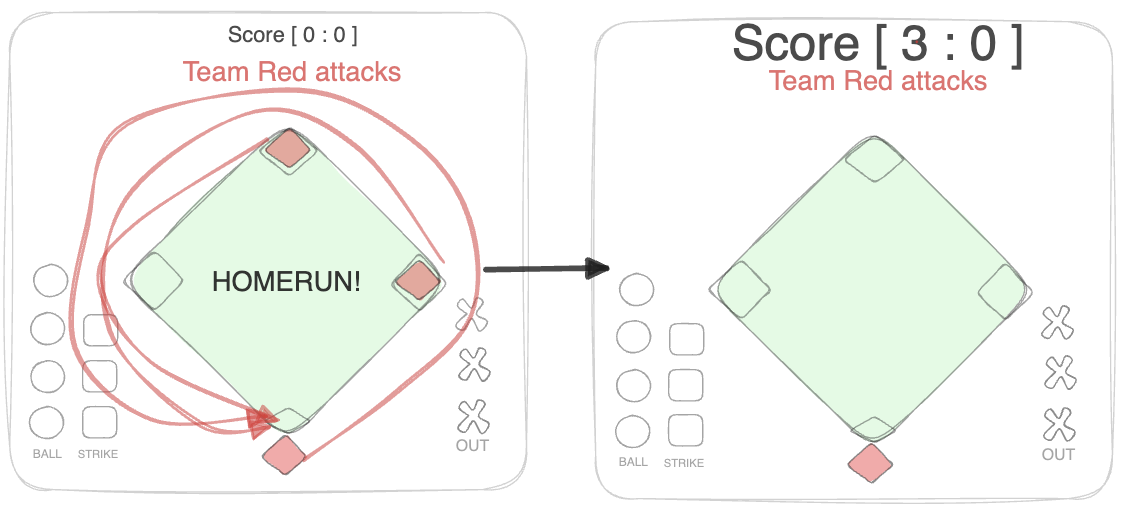 Score [ 0 : 0 ]
Team Red attacks
HOMERUN!
BALL
STRIKE
OUT
Score [ 3 : 0 ]
Team Red attacks
BALL
STRIKE
OUT